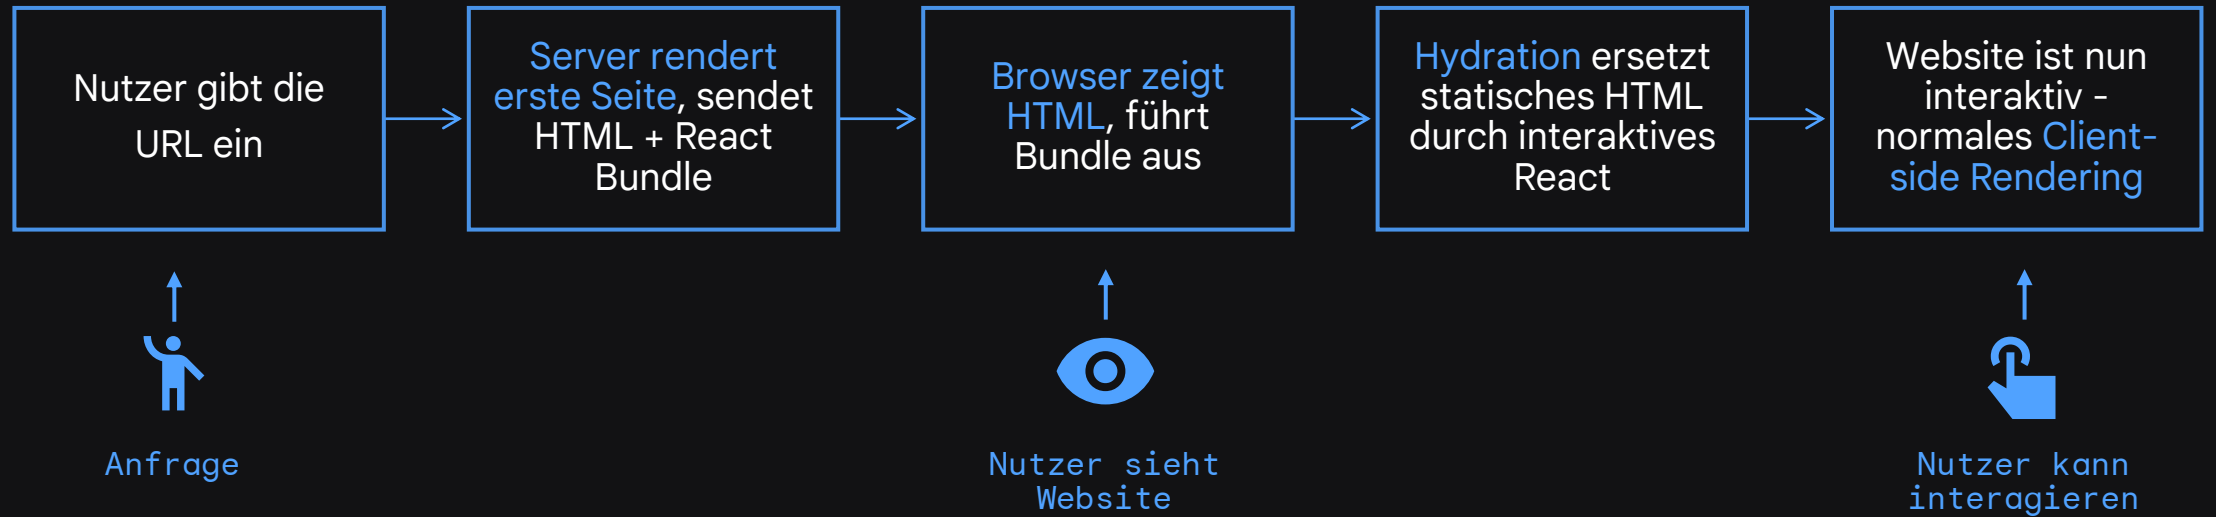 Nutzer gibt die
URL ein
Server rendert
erste Seite, sendet
HTML + React
Bundle
Browser zeigt
HTML, führt
Bundle aus
Hydration ersetzt
statisches HTML
durch interaktives
React
Website ist nun
interaktiv -
normales Client-
side Rendering
Anfrage
Nutzer sieht
Website
Nutzer kann
interagieren